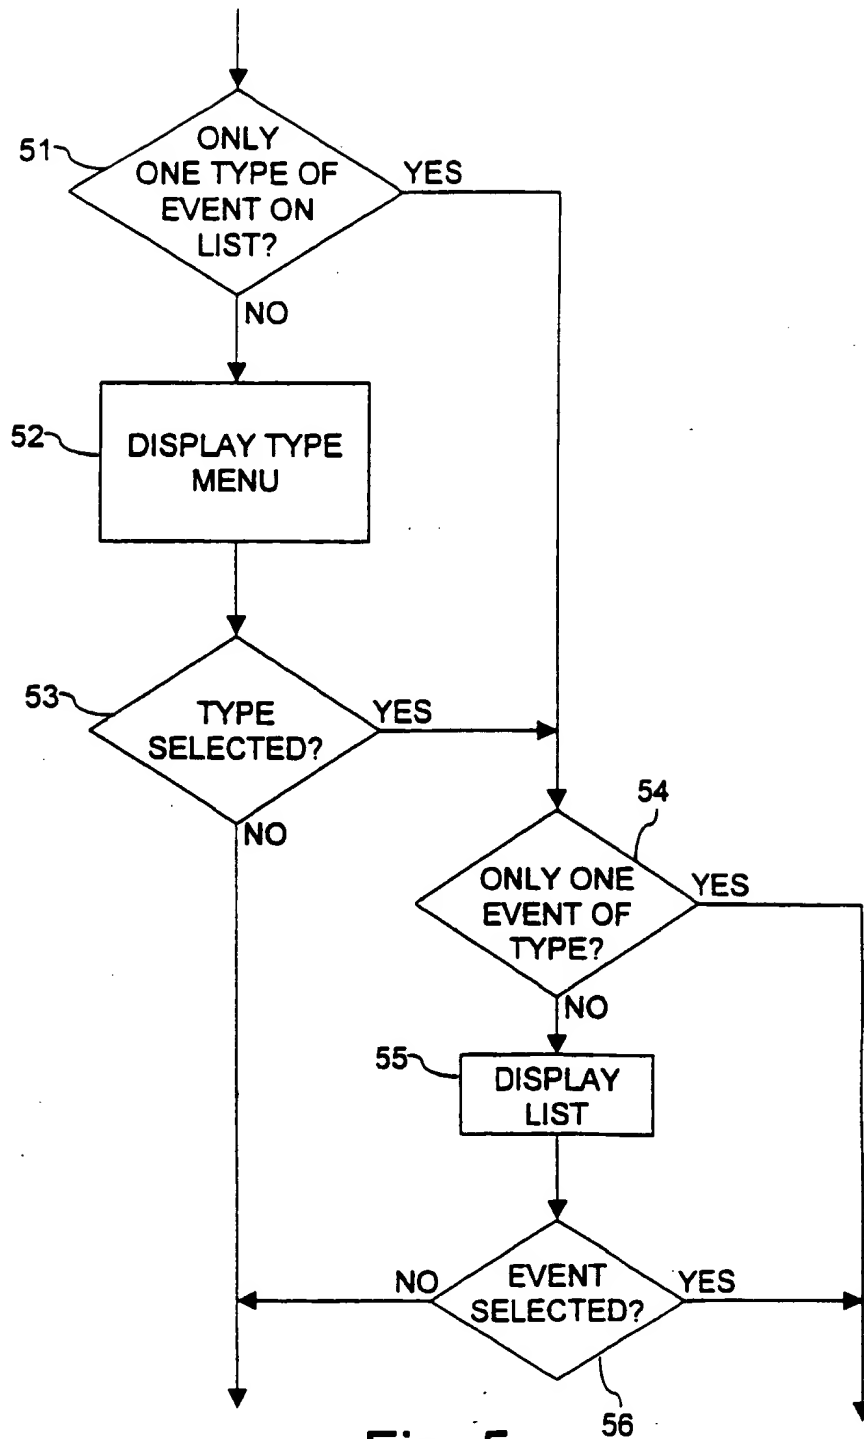 51
ONLY
ONE TYPE OF
EVENT ON
LIST?
YES
NO
52
DISPLAY TYPE
MENU
53
TYPE
SELECTED?
YES
NO
54
ONLY ONE
EVENT OF
TYPE?
YES
NO
55
DISPLAY
LIST
NO
EVENT
SELECTED?
YES
56